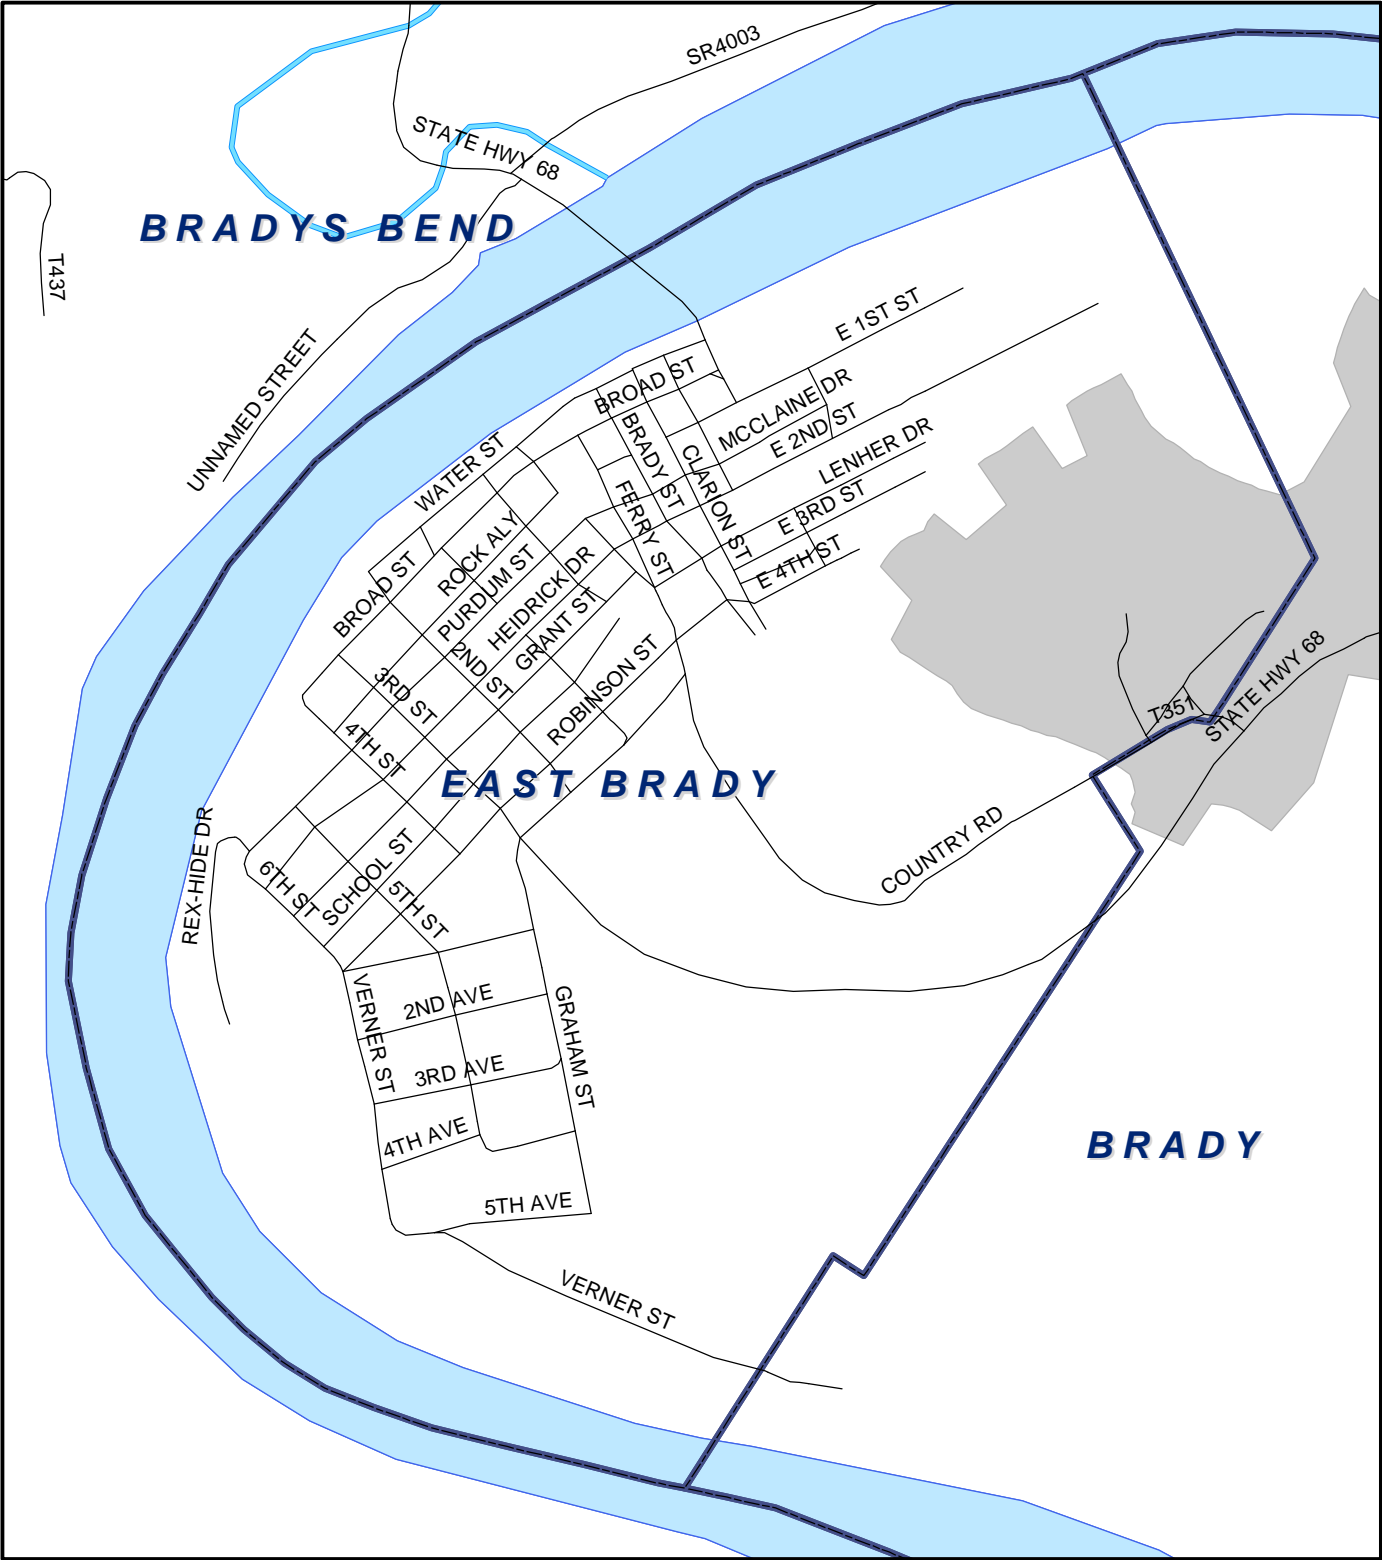 SR4003
STATE HWY 68
BRADYS BEND
T437
UNNAMED STREET
E 1ST ST
BROAD ST
MCCLAINE DR
E 2ND ST
BRADY ST
LENHER DR
WATER ST
CLARION ST
E 3RD ST
FERRY ST
ROCK ALY
E 4TH ST
PURDUM ST
HEIDRICK DR
BROAD ST
GRANT ST
2ND ST
3RD ST
ROBINSON ST
STATE HWY 68
T351
4TH ST
EAST BRADY
REX-HIDE DR
COUNTRY RD
6TH ST
SCHOOL ST
5TH ST
VERNER ST
2ND AVE
GRAHAM ST
3RD AVE
4TH AVE
BRADY
5TH AVE
VERNER ST